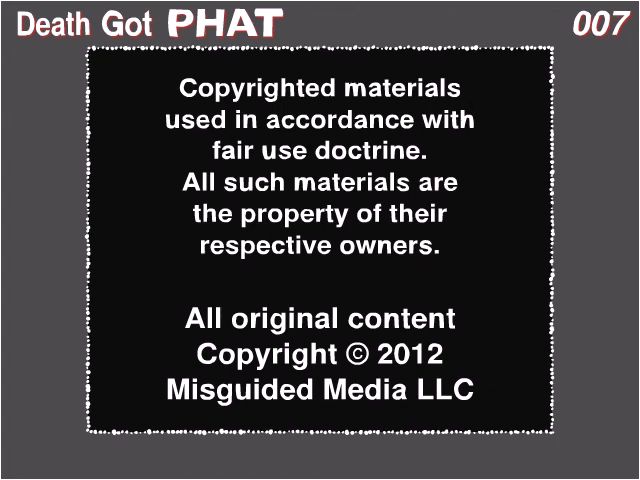 Death Got PHAT
007
Copyrighted materials
used in accordance with
fair use doctrine.
All such materials are
the property of their
respective owners.
All original content
Copyright © 2012
Misguided Media LLC